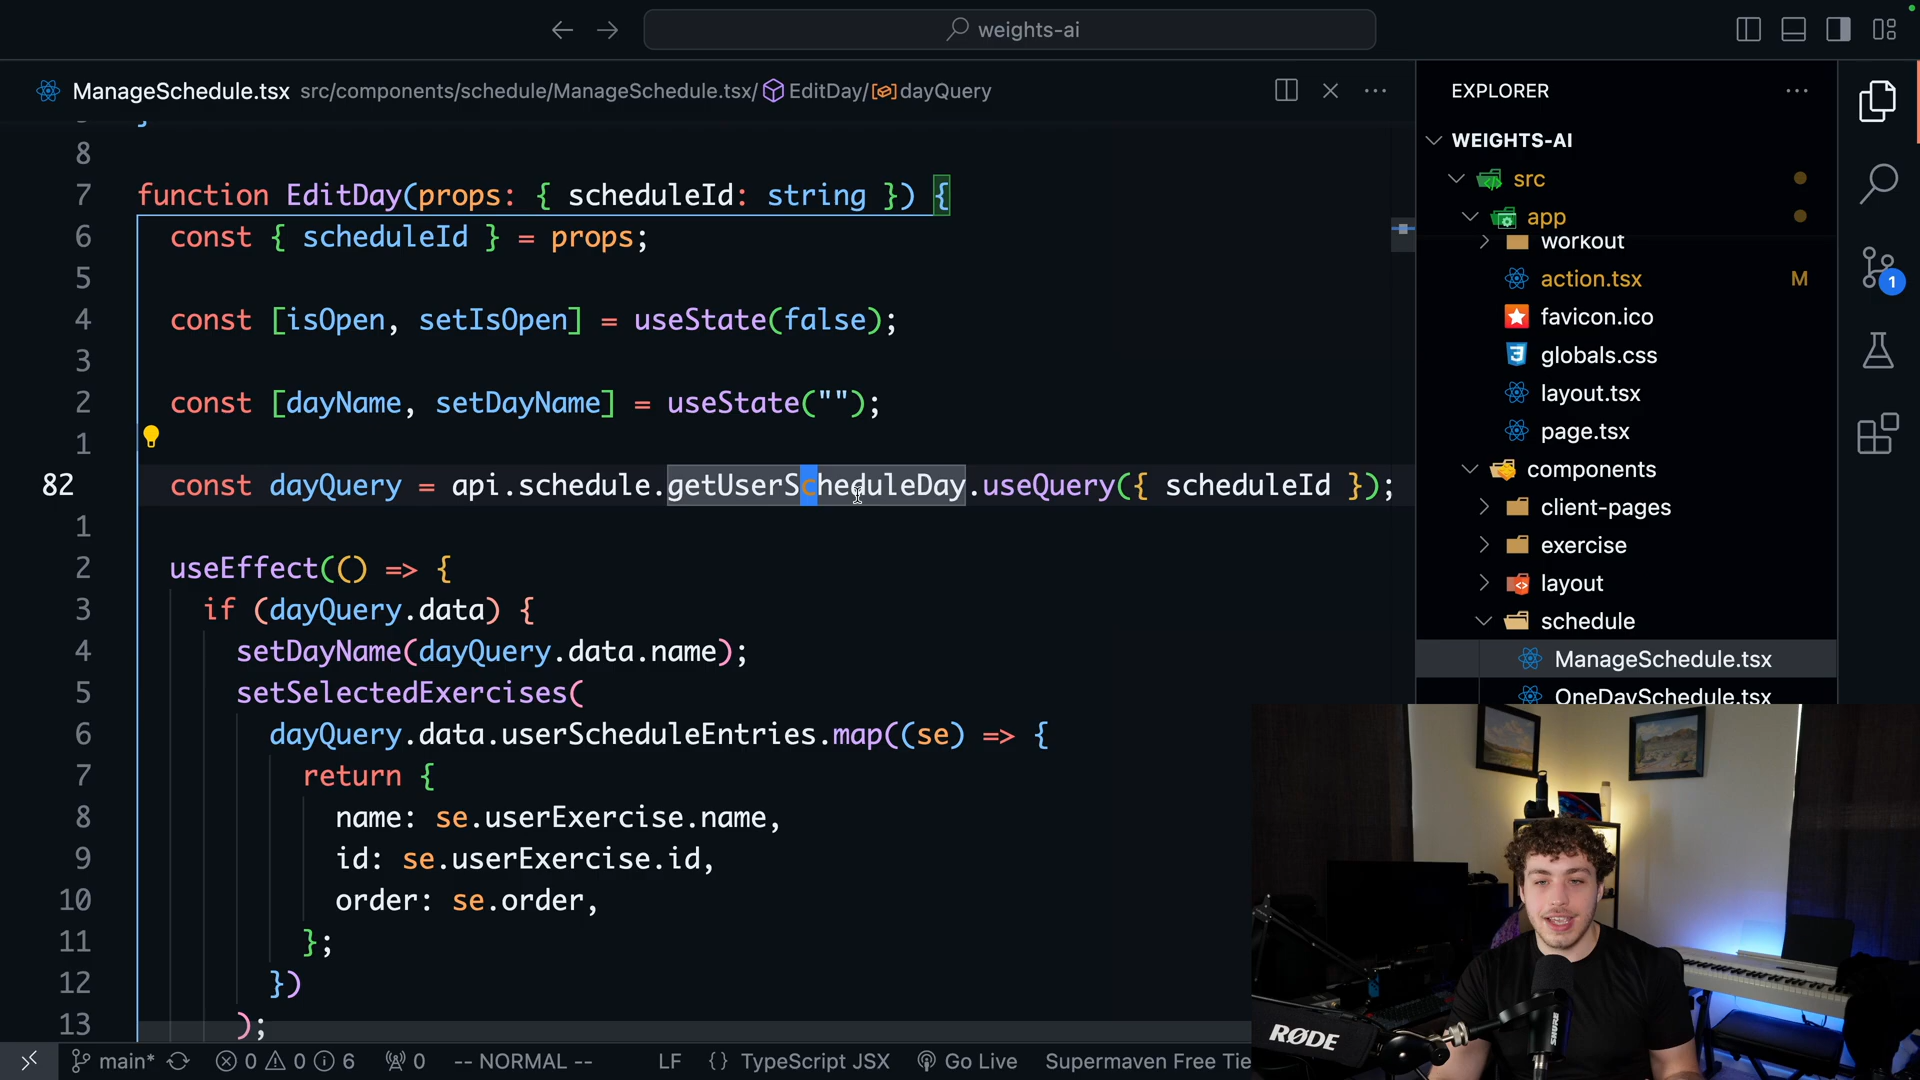 weights-ai
ManageSchedule.tsx src/components/schedule/ManageSchedule.tsx/ EditDay/ dayQuery
8
7 function EditDay(props: { scheduleId: string }) {
6 const { scheduleId } = props;
5
4 const [isOpen, setIsOpen] = useState(false);
3
2 const [dayName, setDayName] = useState("");
1
82 const dayQuery = api.schedule.getUserScheduleDay.useQuery({ scheduleId });
1
2 useEffect(() => {
3 if (dayQuery.data) {
4 setDayName(dayQuery.data.name);
5 setSelectedExercises(
6 dayQuery.data.userScheduleEntries.map((se) => {
7 return {
8 name: se.userExercise.name,
9 id: se.userExercise.id,
10 order: se.order,
11 };
12 })
13 );
EXPLORER
WEIGHTS-AI
src
app
workout
action.tsx M
favicon.ico
globals.css
layout.tsx
page.tsx
components
client-pages
exercise
layout
schedule
ManageSchedule.tsx
OneDaySchedule.tsx
1
RØDE
SHURE
main* 0 0 6 0 -- NORMAL -- LF {} TypeScript JSX Go Live Supermaven Free Tie